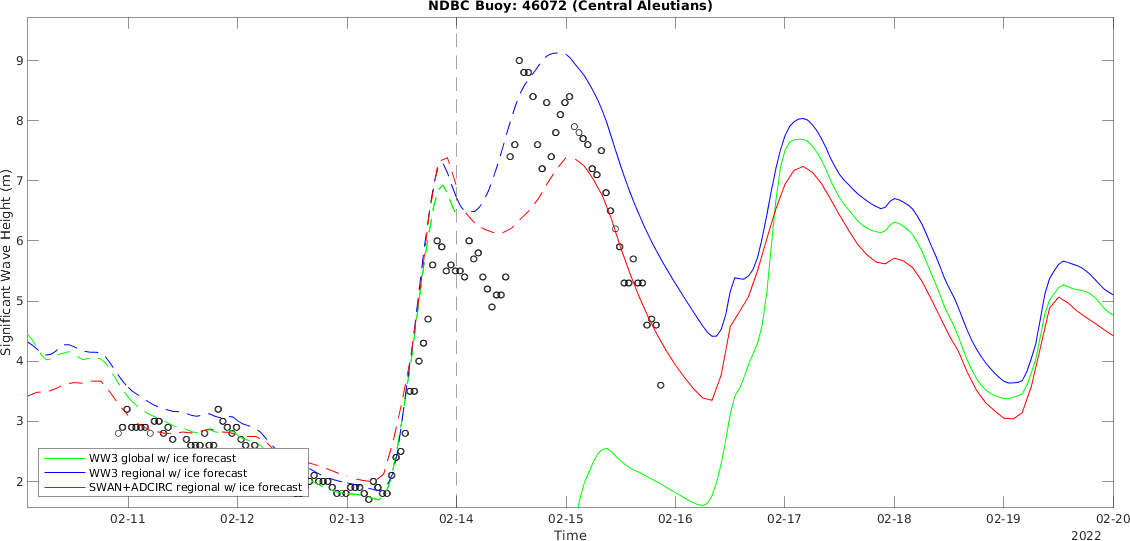 NDBC Buoy: 46072 (Central Aleutians)
Significant Wave Height (m)
9
8
7
6
5
4
3
2
WW3 global w/ ice forecast
WW3 regional w/ ice forecast
SWAN+ADCIRC regional w/ ice forecast
02-11 02-12 02-13 02-14 02-15 02-16 02-17 02-18 02-19 02-20
Time
2022